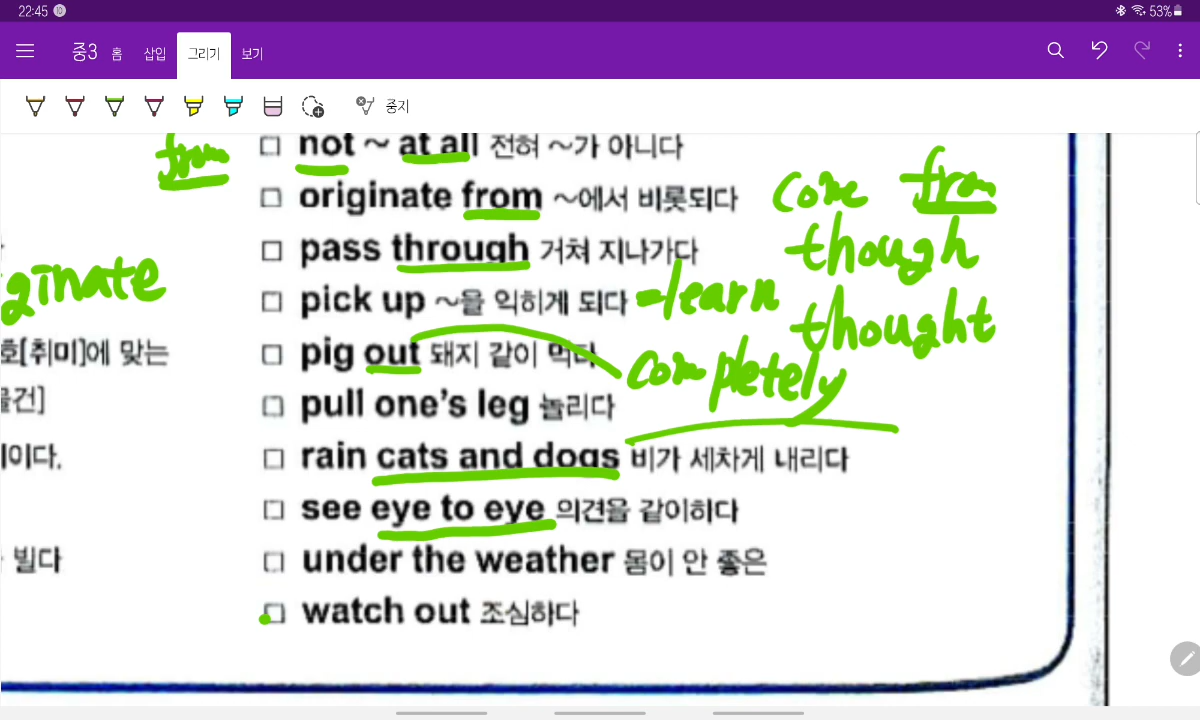 22:45
53%
중3 홈 삽입 그리기 보기
중지
from
not ~ at all 전혀 ~가 아니다
originate from ~에서 비롯되다
come from
pass through 거쳐 지나가다
though
ginate
pick up ~을 익히게 되다
=learn
thought
호[취미]에 맞는
pig out 돼지 같이 먹다
completely
물건]
pull one's leg 놀리다
이다.
rain cats and dogs 비가 세차게 내리다
see eye to eye 의견을 같이하다
빌다
under the weather 몸이 안 좋은
watch out 조심하다